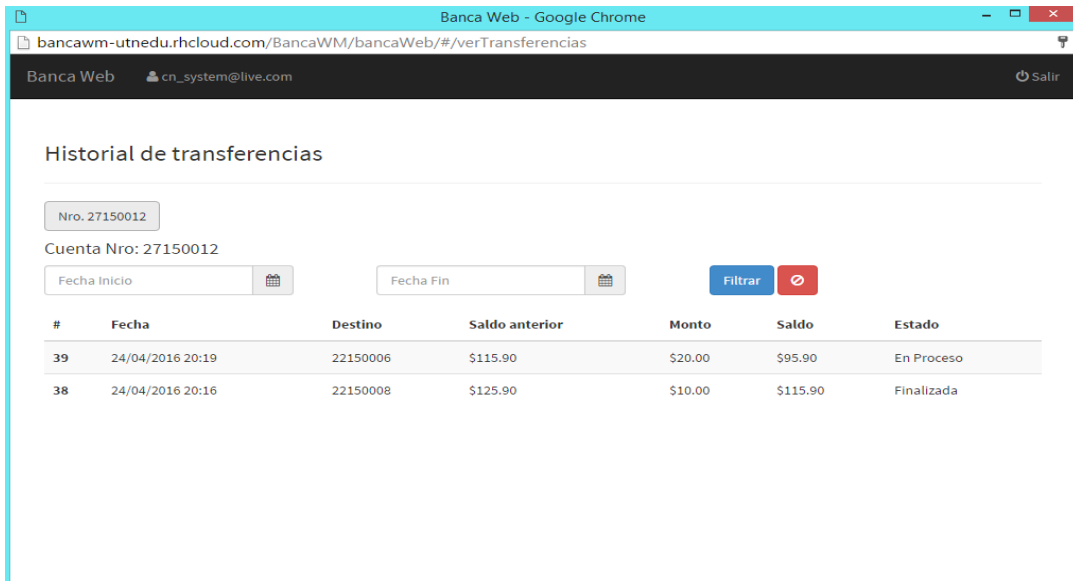 Banca Web - Google Chrome
bancawm-utnedu.rhcloud.com/BancaWM/bancaWeb/#/verTransferencias
Banca Web cn_system@live.com Salir
Historial de transferencias
Nro. 27150012
Cuenta Nro: 27150012
Fecha Inicio Fecha Fin Filtrar
# Fecha Destino Saldo anterior Monto Saldo Estado
39 24/04/2016 20:19 22150006 $115.90 $20.00 $95.90 En Proceso
38 24/04/2016 20:16 22150008 $125.90 $10.00 $115.90 Finalizada